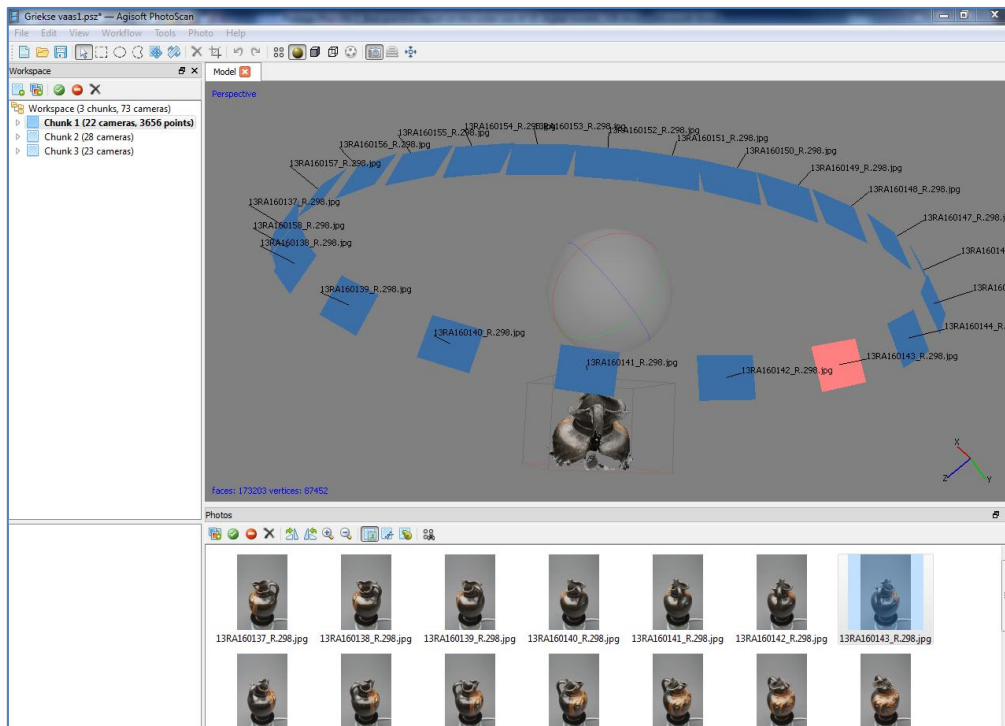 Griekse vaas1.psz* — Agisoft PhotoScan
File Edit View Workflow Tools Photo Help
Workspace
Model
Workspace (3 chunks, 73 cameras)
Chunk 1 (22 cameras, 3656 points)
Chunk 2 (28 cameras)
Chunk 3 (23 cameras)
Perspective
13RA160154_R.298.jpg
13RA160153_R.298.jpg
13RA160155_R.298.jpg
13RA160152_R.298.jpg
13RA160156_R.298.jpg
13RA160151_R.298.jpg
13RA160157_R.298.jpg
13RA160150_R.298.jpg
13RA160149_R.298.jpg
13RA160148_R.298.jpg
13RA160137_R.298.jpg
13RA160147_R.298.jp
13RA160158_R.298.jpg
13RA160138_R.298.jpg
13RA16014
13RA160
13RA160139_R.298.jpg
13RA160144_R.
13RA160140_R.298.jpg
13RA160143_R.298.jpg
13RA160141_R.298.jpg
13RA160142_R.298.jpg
X
Z
Y
faces: 173203 vertices: 87452
Photos
13RA160137_R.298.jpg 13RA160138_R.298.jpg 13RA160139_R.298.jpg 13RA160140_R.298.jpg 13RA160141_R.298.jpg 13RA160142_R.298.jpg 13RA160143_R.298.jpg